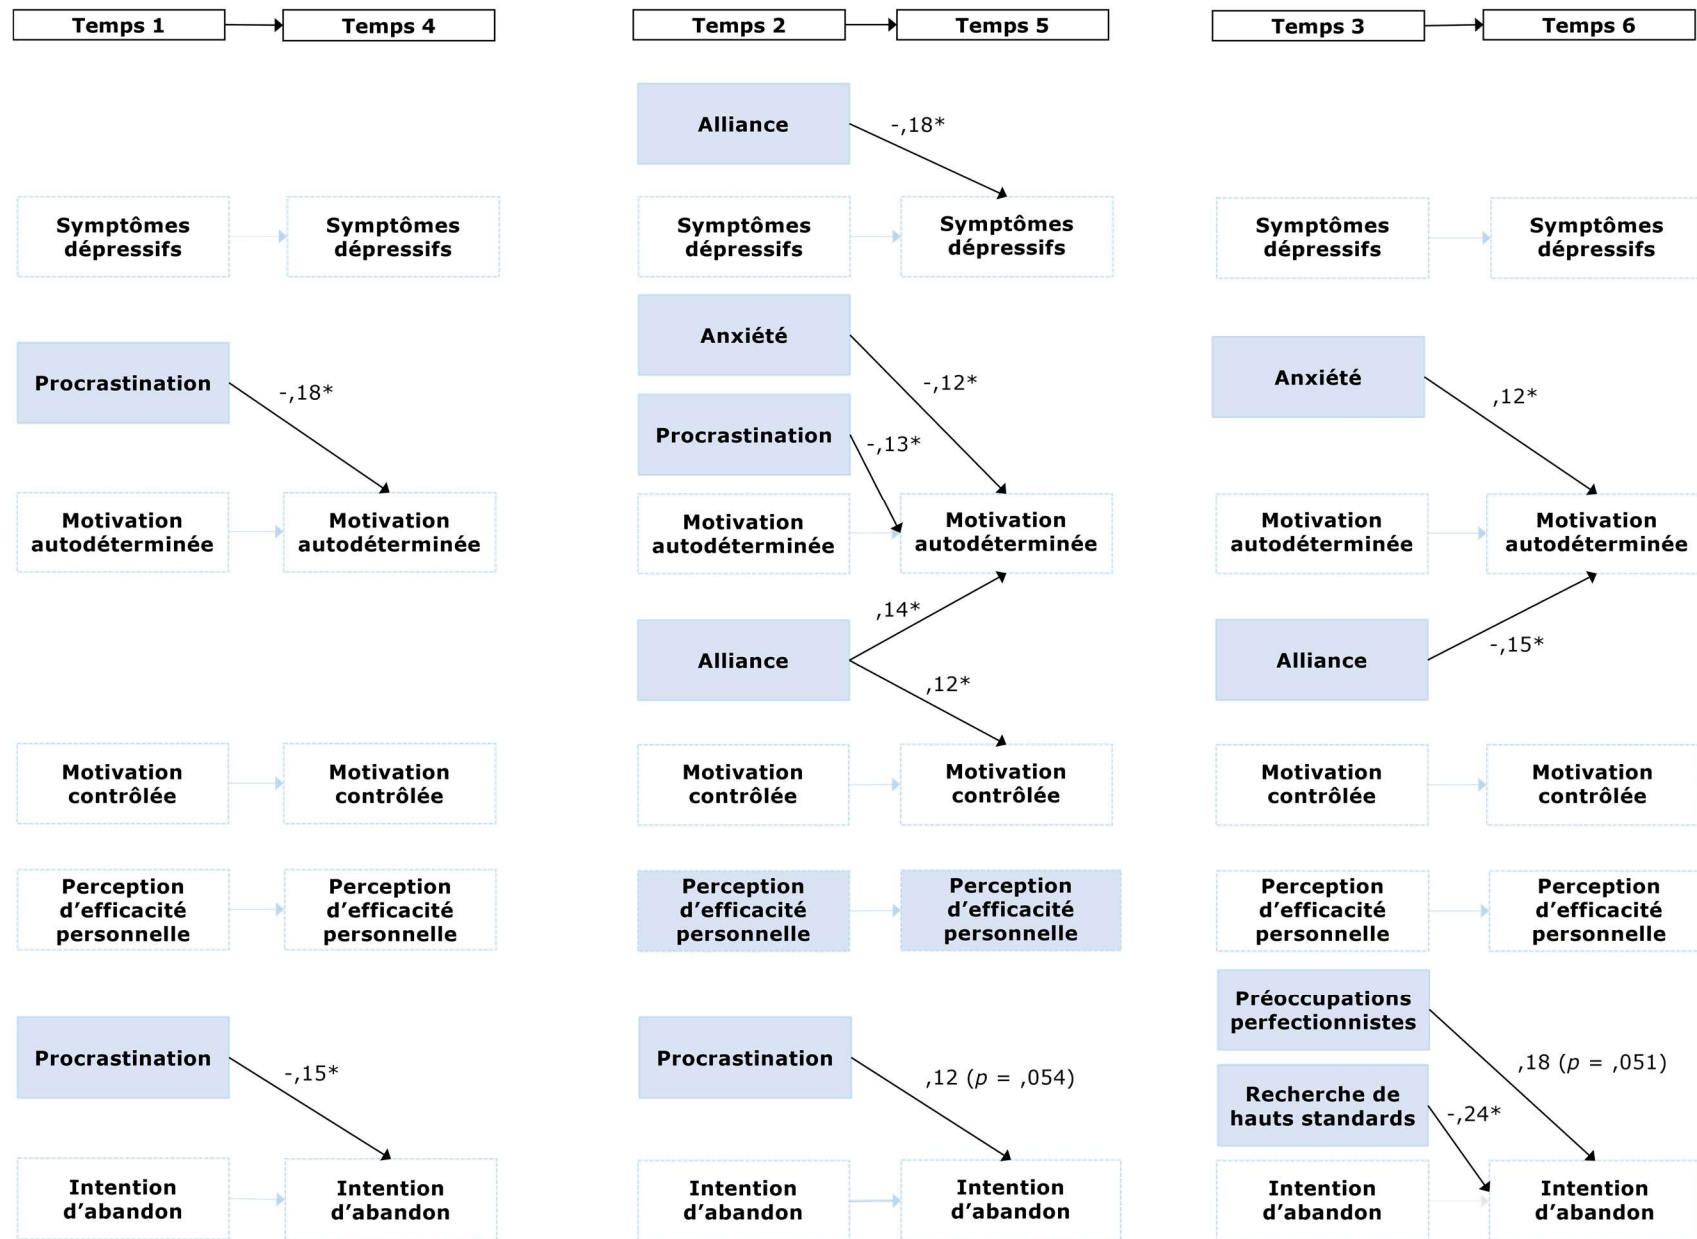 Temps 1
Temps 4
Symptômes
dépressifs
Symptômes
dépressifs
Procrastination
-,18*
Motivation
autodéterminée
Motivation
autodéterminée
Motivation
contrôlée
Motivation
contrôlée
Perception
d’efficacité
personnelle
Perception
d’efficacité
personnelle
Procrastination
-,15*
Intention
d’abandon
Intention
d’abandon
Temps 2
Temps 5
Alliance
-,18*
Symptômes
dépressifs
Symptômes
dépressifs
Anxiété
-,12*
Procrastination
-,13*
Motivation
autodéterminée
Motivation
autodéterminée
,14*
Alliance
,12*
Motivation
contrôlée
Motivation
contrôlée
Perception
d’efficacité
personnelle
Perception
d’efficacité
personnelle
Procrastination
,12 (p = ,054)
Intention
d’abandon
Intention
d’abandon
Temps 3
Temps 6
Symptômes
dépressifs
Symptômes
dépressifs
Anxiété
,12*
Motivation
autodéterminée
Motivation
autodéterminée
Alliance
-,15*
Motivation
contrôlée
Motivation
contrôlée
Perception
d’efficacité
personnelle
Perception
d’efficacité
personnelle
Préoccupations
perfectionnistes
,18 (p = ,051)
Recherche de
hauts standards
-,24*
Intention
d’abandon
Intention
d’abandon